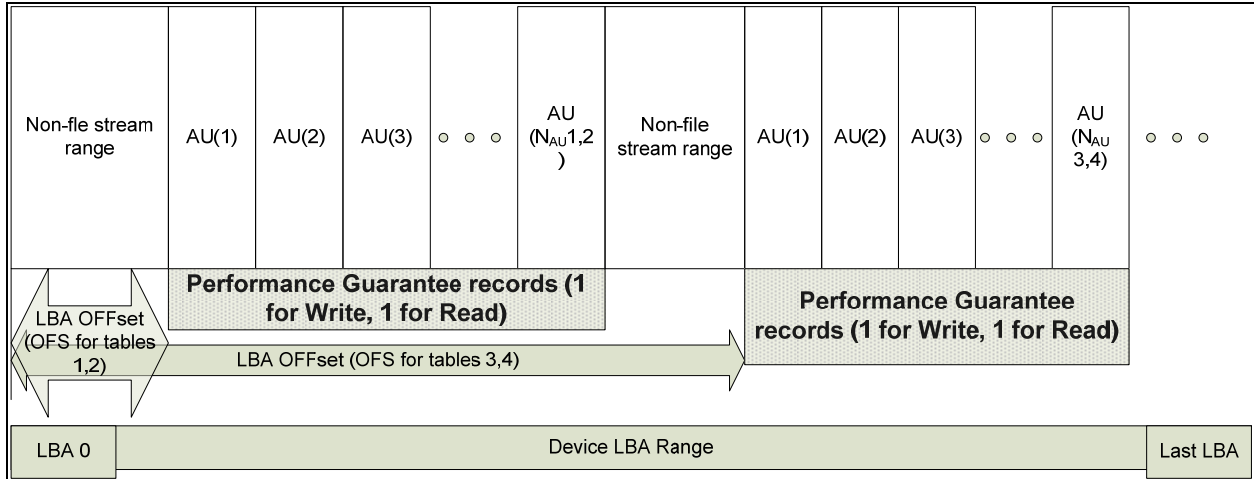 Non-fle stream
range
AU(1)
AU(2)
AU(3)
AU
(NAU1,2
)
Non-file
stream range
AU(1)
AU(2)
AU(3)
AU
(NAU
3,4)
Performance Guarantee records (1
for Write, 1 for Read)
Performance Guarantee
records (1 for Write, 1 for Read)
LBA OFFset
(OFS for tables
1,2)
LBA OFFset (OFS for tables 3,4)
LBA 0
Device LBA Range
Last LBA